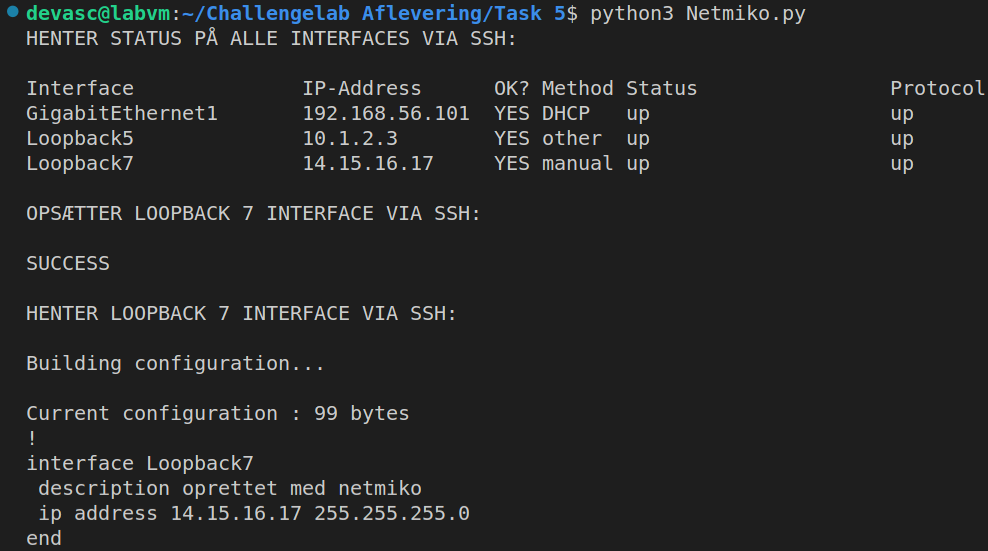 devasc@labvm:~/Challengelab Aflevering/Task 5$ python3 Netmiko.py
HENTER STATUS PÅ ALLE INTERFACES VIA SSH:
Interface              IP-Address      OK? Method Status                Protocol
GigabitEthernet1       192.168.56.101  YES DHCP   up                    up
Loopback5              10.1.2.3        YES other  up                    up
Loopback7              14.15.16.17     YES manual up                    up
OPSÆTTER LOOPBACK 7 INTERFACE VIA SSH:
SUCCESS
HENTER LOOPBACK 7 INTERFACE VIA SSH:
Building configuration...
Current configuration : 99 bytes
!
interface Loopback7
 description oprettet med netmiko
 ip address 14.15.16.17 255.255.255.0
end